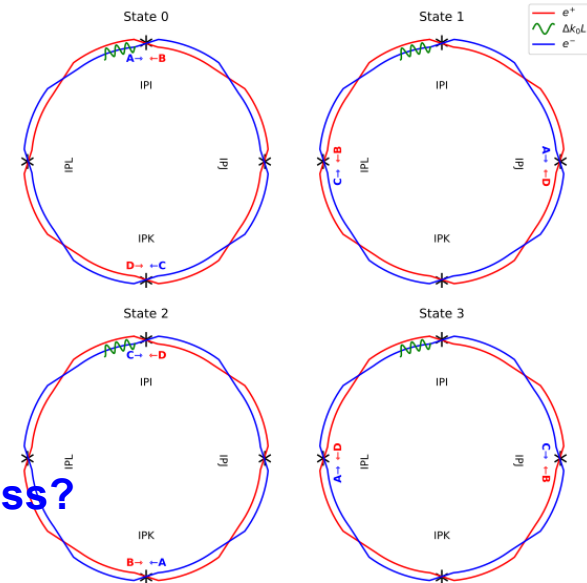 State 0
State 1
e+
Δk₀L
e−
A→ ←B
IPI
IPL
IPJ
IPK
D→ ←C
IPI
C→ ←B
IPL
IPJ
A→ ←D
IPK
State 2
State 3
C→ ←D
IPI
IPL
IPJ
IPK
B→ ←A
IPI
A→ ←D
IPL
IPJ
C→ ←B
IPK
ss?